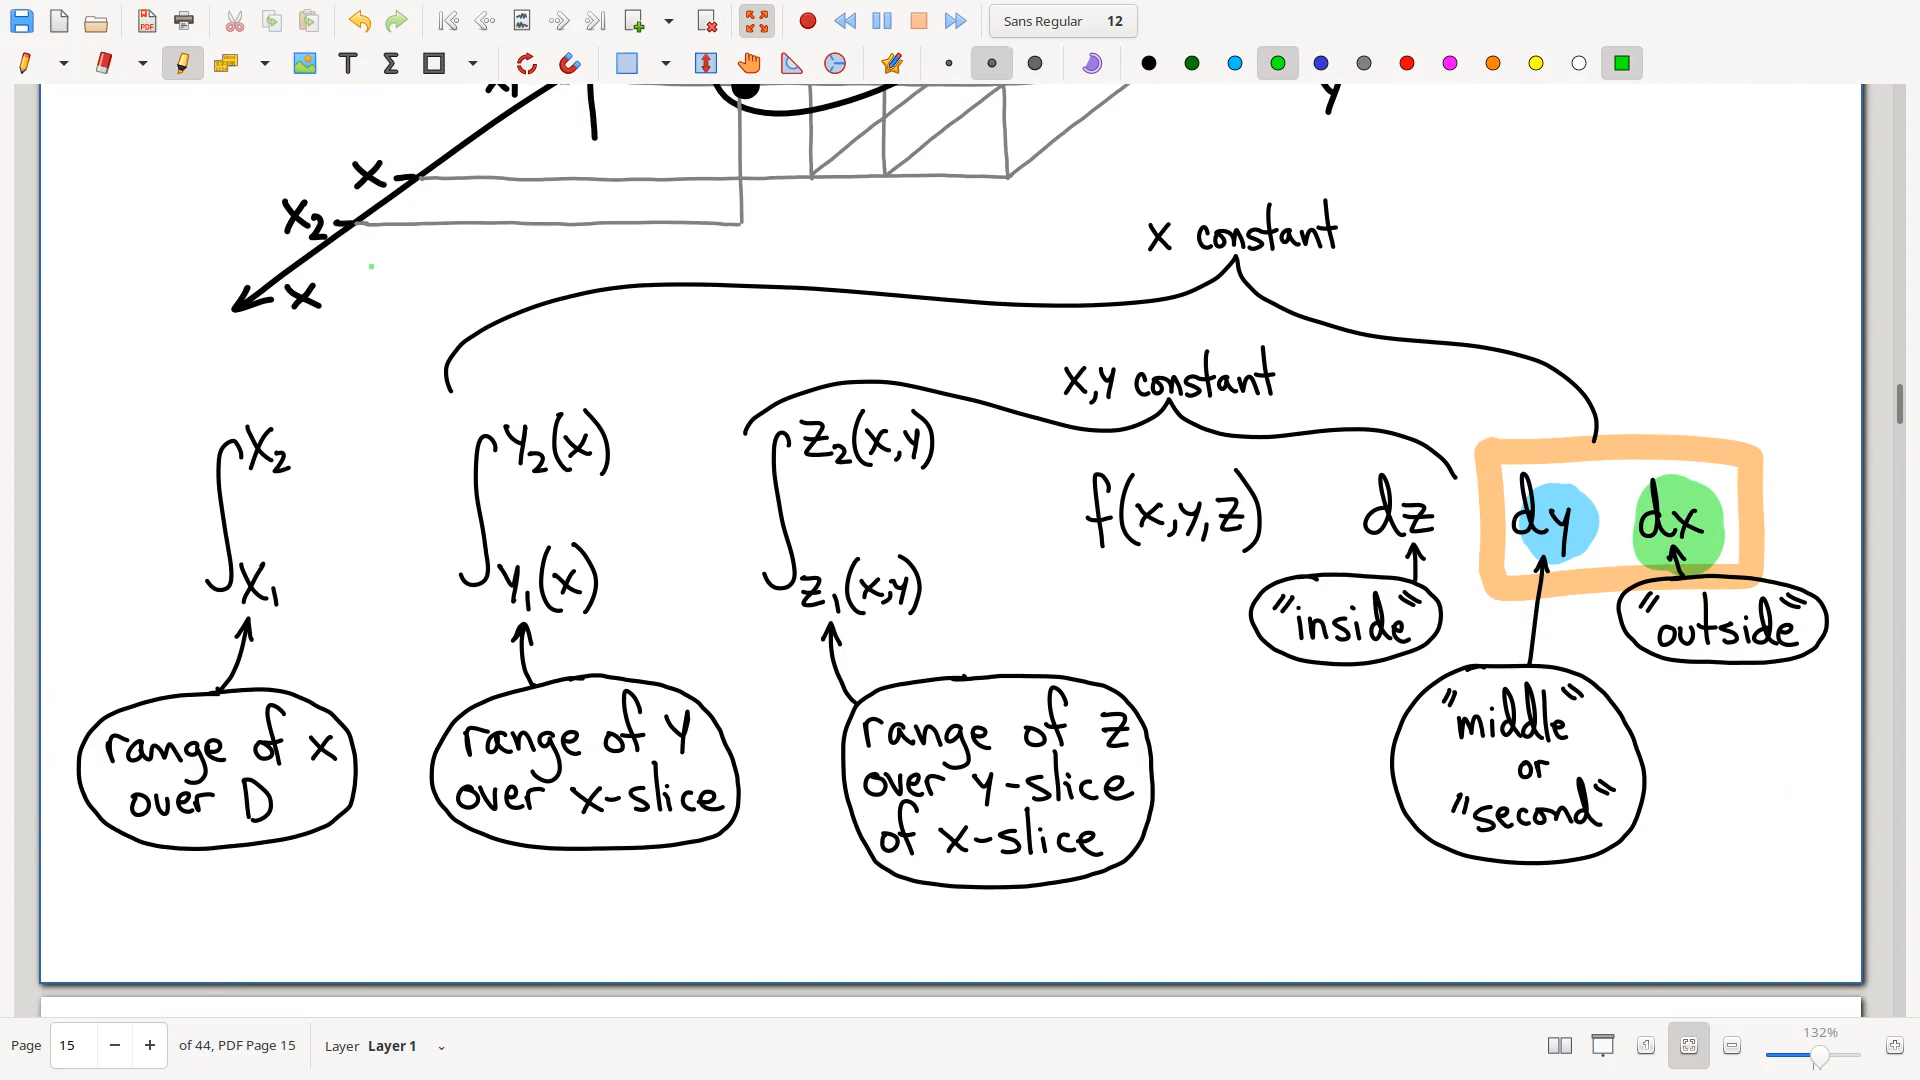 Sans Regular 12
x₁
y
x
x₂
x
x constant
x,y constant
∫ x₂ x₁ ∫ y₂(x) y₁(x) ∫ z₂(x,y) z₁(x,y) f(x,y,z) dz dy dx
"inside"
"outside"
"middle"
or
"second"
range of x
over D
range of y
over x-slice
range of z
over y-slice
of x-slice
Page 15 of 44, PDF Page 15 Layer Layer 1
132%